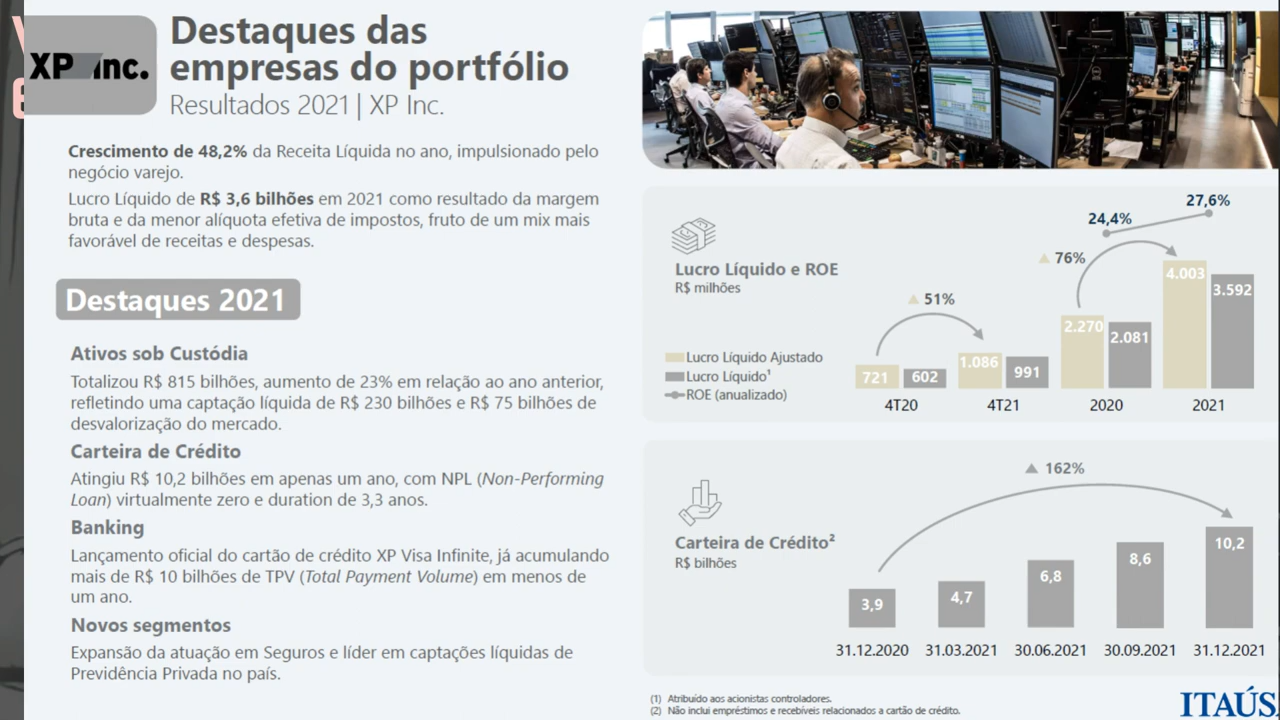 XP Inc.
Destaques das
empresas do portfólio
Resultados 2021 | XP Inc.
Crescimento de 48,2% da Receita Líquida no ano, impulsionado pelo
negócio varejo.
Lucro Líquido de R$ 3,6 bilhões em 2021 como resultado da margem
bruta e da menor alíquota efetiva de impostos, fruto de um mix mais
favorável de receitas e despesas.
Destaques 2021
Ativos sob Custódia
Totalizou R$ 815 bilhões, aumento de 23% em relação ao ano anterior,
refletindo uma captação líquida de R$ 230 bilhões e R$ 75 bilhões de
desvalorização do mercado.
Carteira de Crédito
Atingiu R$ 10,2 bilhões em apenas um ano, com NPL (Non-Performing
Loan) virtualmente zero e duration de 3,3 anos.
Banking
Lançamento oficial do cartão de crédito XP Visa Infinite, já acumulando
mais de R$ 10 bilhões de TPV (Total Payment Volume) em menos de
um ano.
Novos segmentos
Expansão da atuação em Seguros e líder em captações líquidas de
Previdência Privada no país.
Lucro Líquido e ROE
R$ milhões
Lucro Líquido Ajustado
Lucro Líquido¹
ROE (anualizado)
51%
76%
24,4%
27,6%
721
602
1.086
991
2.270
2.081
4.003
3.592
4T20
4T21
2020
2021
Carteira de Crédito²
R$ bilhões
162%
3,9
4,7
6,8
8,6
10,2
31.12.2020
31.03.2021
30.06.2021
30.09.2021
31.12.2021
(1) Atribuído aos acionistas controladores.
(2) Não inclui empréstimos e recebíveis relacionados a cartão de crédito.
ITAÚS